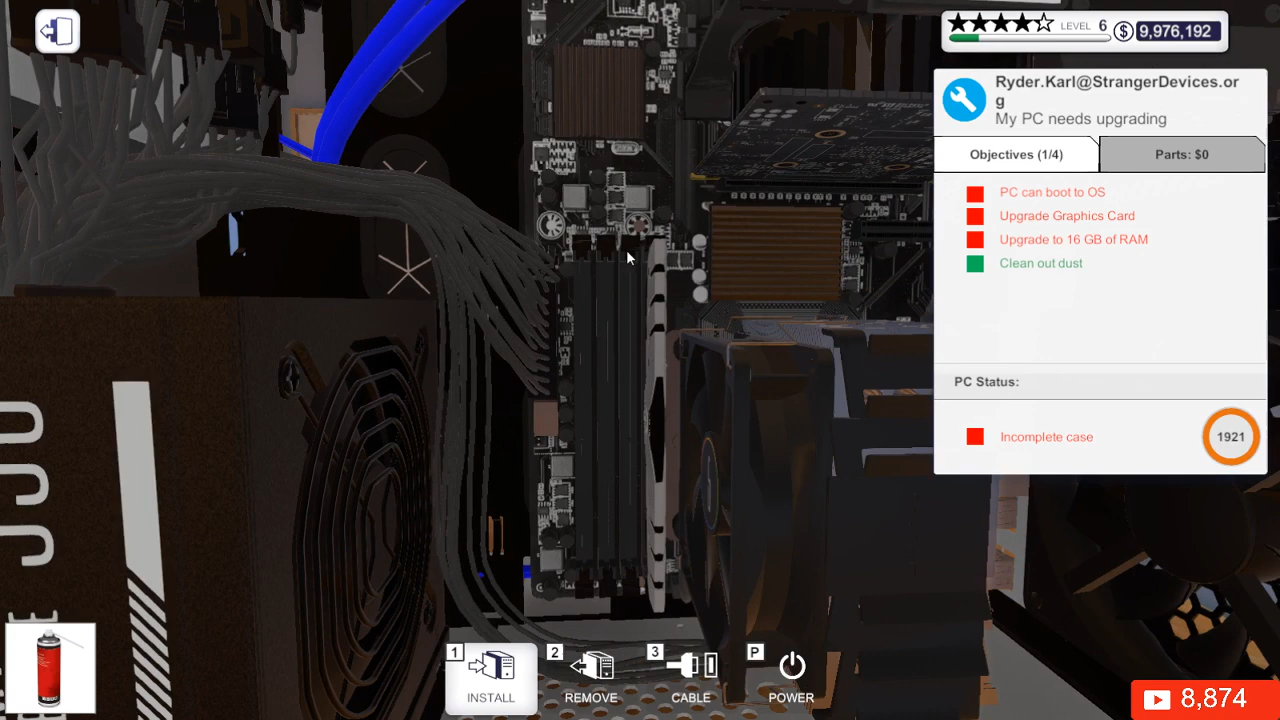 LEVEL 6
$ 9,976,192
Ryder.Karl@StrangerDevices.or
g
My PC needs upgrading
Objectives (1/4)
Parts: $0
PC can boot to OS
Upgrade Graphics Card
Upgrade to 16 GB of RAM
Clean out dust
PC Status:
Incomplete case
1921
1
INSTALL
2
REMOVE
3
CABLE
P
POWER
8,874